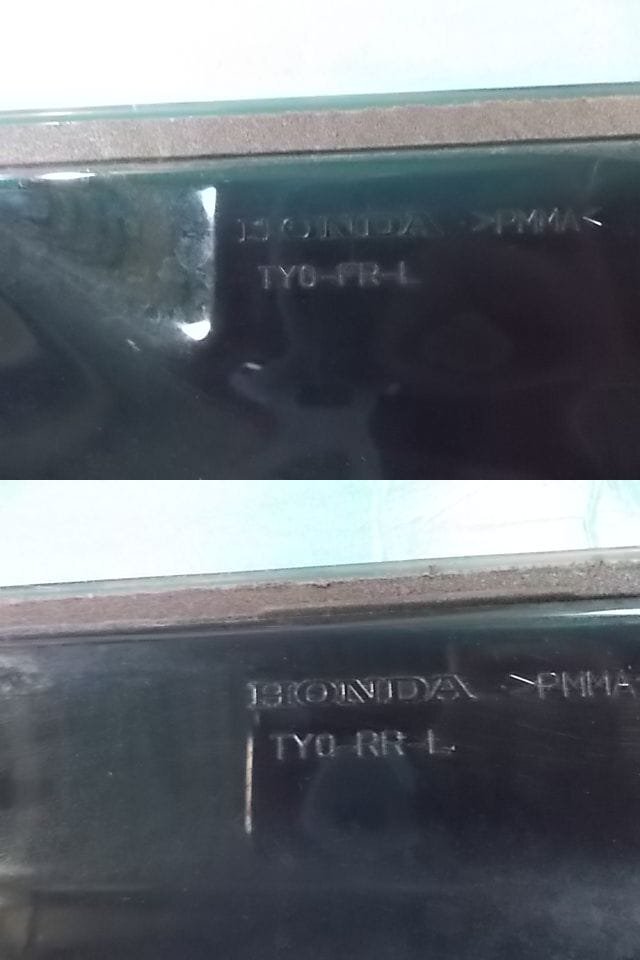 HONDA >PMMA<
TY0-FR-L
HONDA >PMMA<
TY0-RR-L